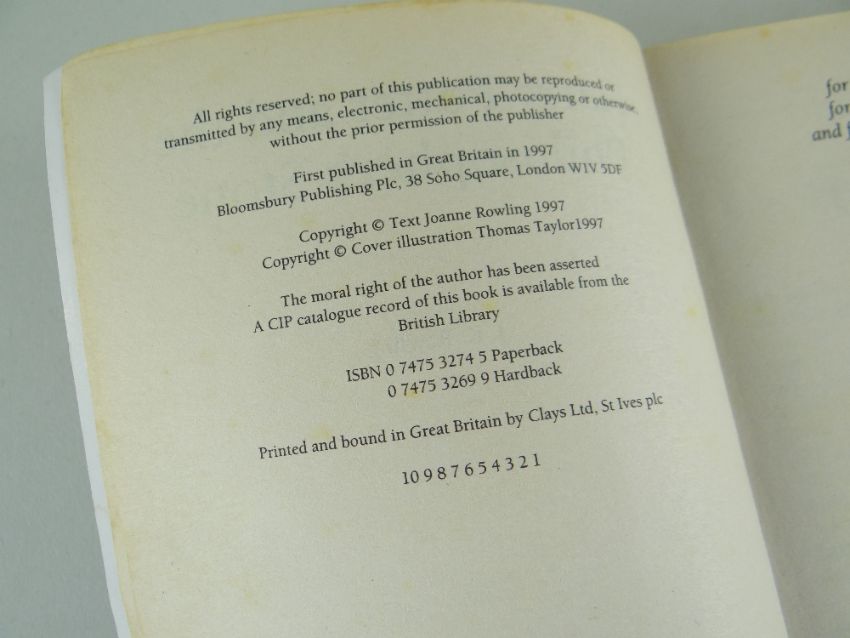 All rights reserved; no part of this publication may be reproduced or
transmitted by any means, electronic, mechanical, photocopying or otherwise,
without the prior permission of the publisher
First published in Great Britain in 1997
Bloomsbury Publishing Plc, 38 Soho Square, London W1V 5DF
Copyright © Text Joanne Rowling 1997
Copyright © Cover illustration Thomas Taylor1997
The moral right of the author has been asserted
A CIP catalogue record of this book is available from the
British Library
ISBN 0 7475 3274 5 Paperback
0 7475 3269 9 Hardback
Printed and bound in Great Britain by Clays Ltd, St Ives plc
10 9 8 7 6 5 4 3 2 1
for
for
and